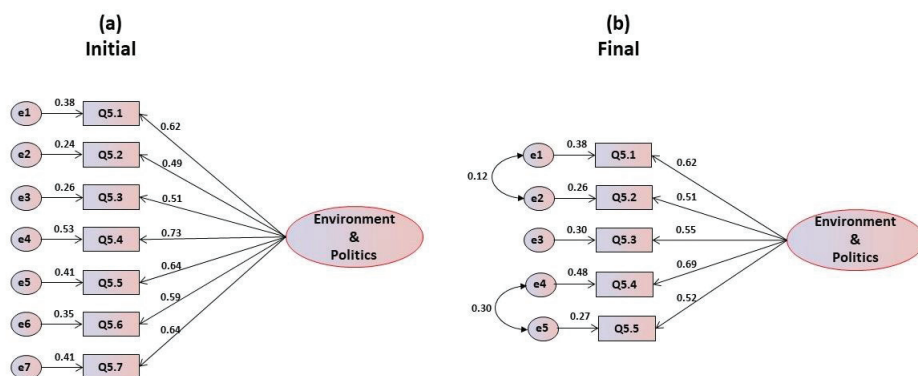 (a)
Initial
(b)
Final
e1 0.38 Q5.1
e2 0.24 Q5.2
e3 0.26 Q5.3
e4 0.53 Q5.4
e5 0.41 Q5.5
e6 0.35 Q5.6
e7 0.41 Q5.7
0.62
0.49
0.51
0.73
0.64
0.59
0.64
Environment
&
Politics
0.12
0.30
e1 0.38 Q5.1
e2 0.26 Q5.2
e3 0.30 Q5.3
e4 0.48 Q5.4
e5 0.27 Q5.5
0.62
0.51
0.55
0.69
0.52
Environment
&
Politics